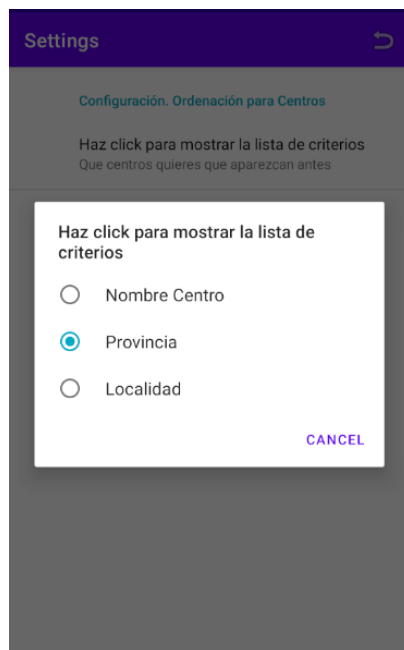 Settings
Configuración. Ordenación para Centros
Haz click para mostrar la lista de criterios
Que centros quieres que aparezcan antes
Haz click para mostrar la lista de
criterios
Nombre Centro
Provincia
Localidad
CANCEL